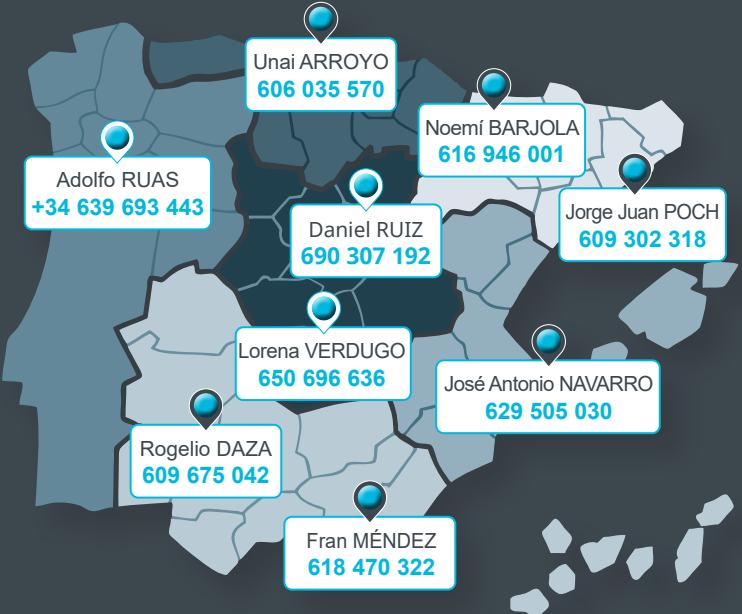 Unai ARROYO
606 035 570
Noemí BARJOLA
616 946 001
Adolfo RUAS
+34 639 693 443
Jorge Juan POCH
609 302 318
Daniel RUIZ
690 307 192
Lorena VERDUGO
650 696 636
José Antonio NAVARRO
629 505 030
Rogelio DAZA
609 675 042
Fran MÉNDEZ
618 470 322